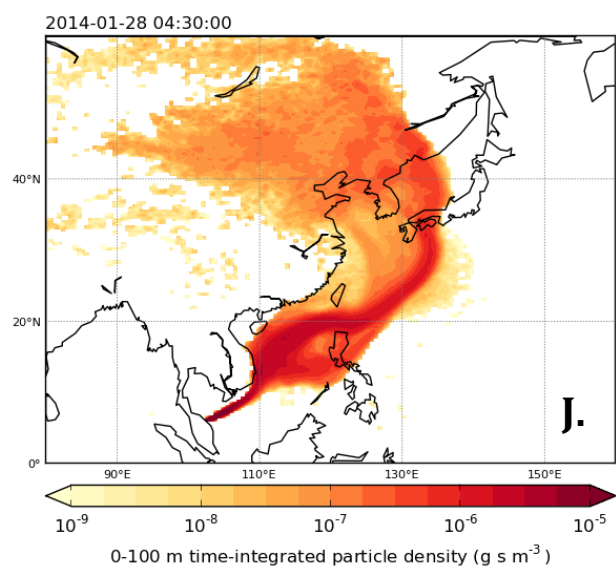 2014-01-28 04:30:00
40°N
20°N
0°
90°E 110°E 130°E 150°E
J.
10^-9 10^-8 10^-7 10^-6 10^-5
0-100 m time-integrated particle density (g s m^-3)